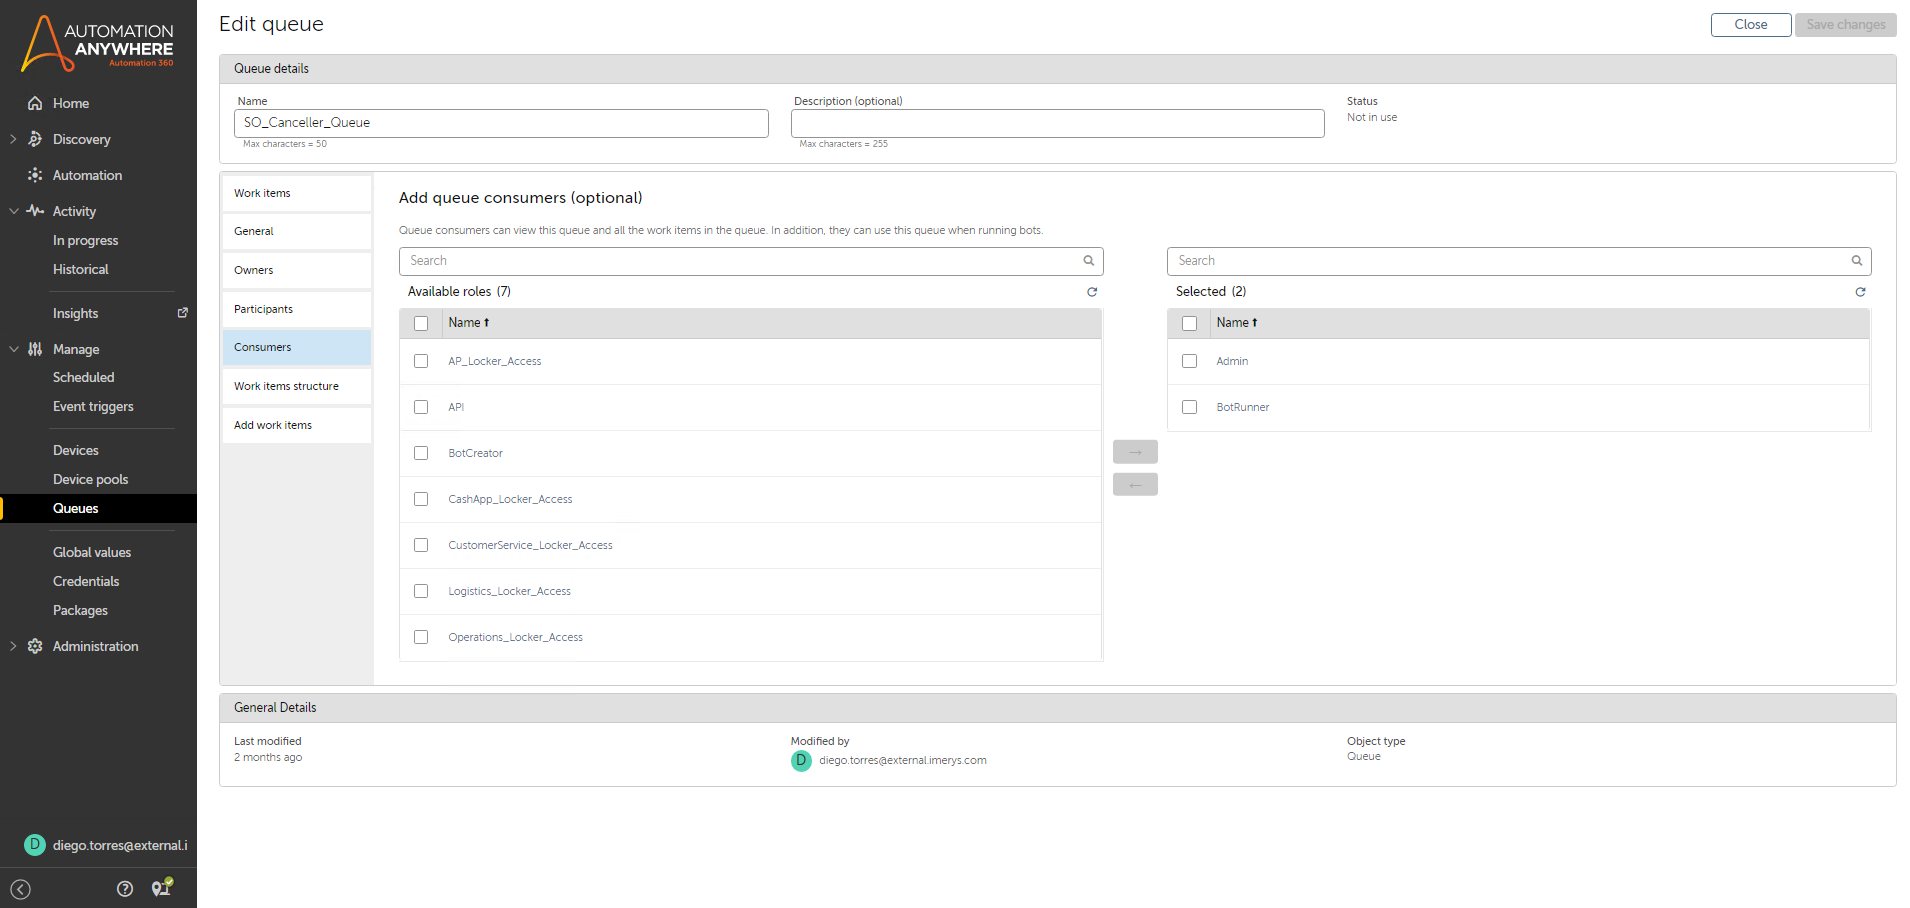 AUTOMATION
ANYWHERE
Automation 360
Home
Discovery
Automation
Activity
In progress
Historical
Insights
Manage
Scheduled
Event triggers
Devices
Device pools
Queues
Global values
Credentials
Packages
Administration
D diego.torres@external.i
Edit queue
Close
Save changes
Queue details
Name
SO_Canceller_Queue
Max characters = 50
Description (optional)
Max characters = 255
Status
Not in use
Work items
General
Owners
Participants
Consumers
Work items structure
Add work items
Add queue consumers (optional)
Queue consumers can view this queue and all the work items in the queue. In addition, they can use this queue when running bots.
Search
Available roles (7)
Name
AP_Locker_Access
API
BotCreator
CashApp_Locker_Access
CustomerService_Locker_Access
Logistics_Locker_Access
Operations_Locker_Access
→
←
Search
Selected (2)
Name
Admin
BotRunner
General Details
Last modified
2 months ago
Modified by
D diego.torres@external.imerys.com
Object type
Queue